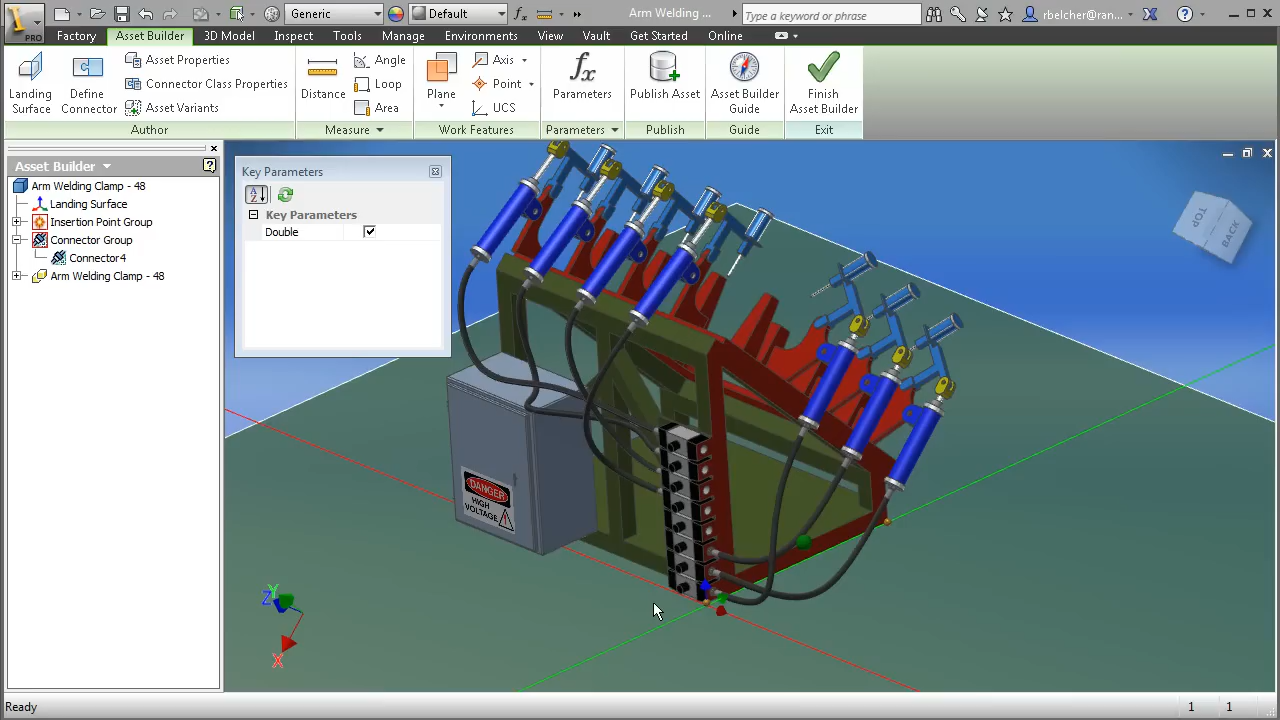 PRO
Generic
Default
fx
Arm Welding ...
Type a keyword or phrase
rbelcher@ran...
Factory
Asset Builder
3D Model
Inspect
Tools
Manage
Environments
View
Vault
Get Started
Online
Landing Surface
Define Connector
Asset Properties
Connector Class Properties
Asset Variants
Distance
Angle
Loop
Area
Plane
Axis
Point
UCS
fx
Parameters
Publish Asset
Asset Builder Guide
Finish Asset Builder
Author
Measure
Work Features
Parameters
Publish
Guide
Exit
Asset Builder
Arm Welding Clamp - 48
Landing Surface
Insertion Point Group
Connector Group
Connector4
Arm Welding Clamp - 48
Key Parameters
Key Parameters
Double
TOP
BACK
DANGER
HIGH
VOLTAGE
Y
Z
X
Ready
1
1